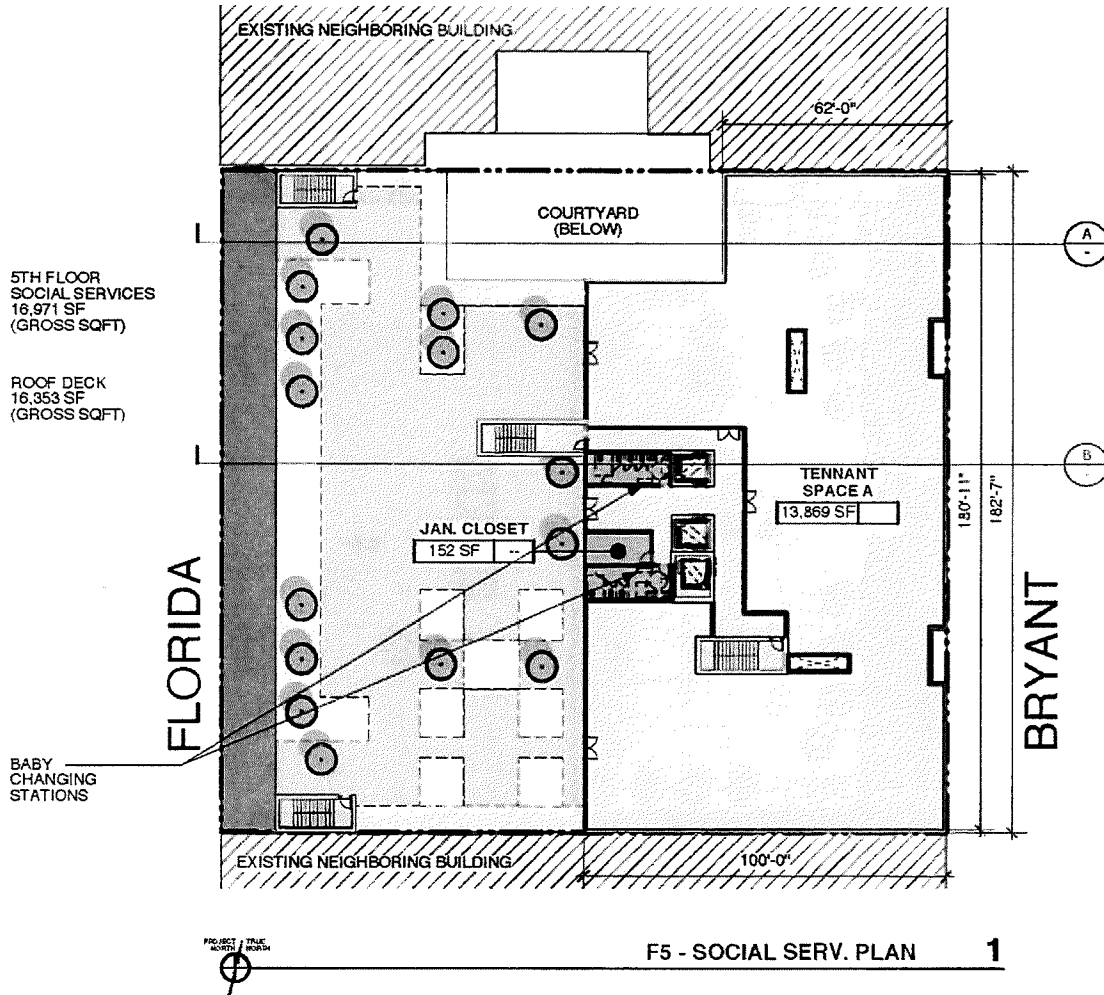 EXISTING NEIGHBORING BUILDING
62'-0"
COURTYARD
(BELOW)
A
-
5TH FLOOR
SOCIAL SERVICES
16,971 SF
(GROSS SQFT)
ROOF DECK
16,353 SF
(GROSS SQFT)
B
TENNANT
SPACE A
13,869 SF
180'-11"
182'-7"
JAN. CLOSET
152 SF --
FLORIDA
BRYANT
BABY
CHANGING
STATIONS
EXISTING NEIGHBORING BUILDING
100'-0"
PROJECT NORTH
TRUE NORTH
F5 - SOCIAL SERV. PLAN 1